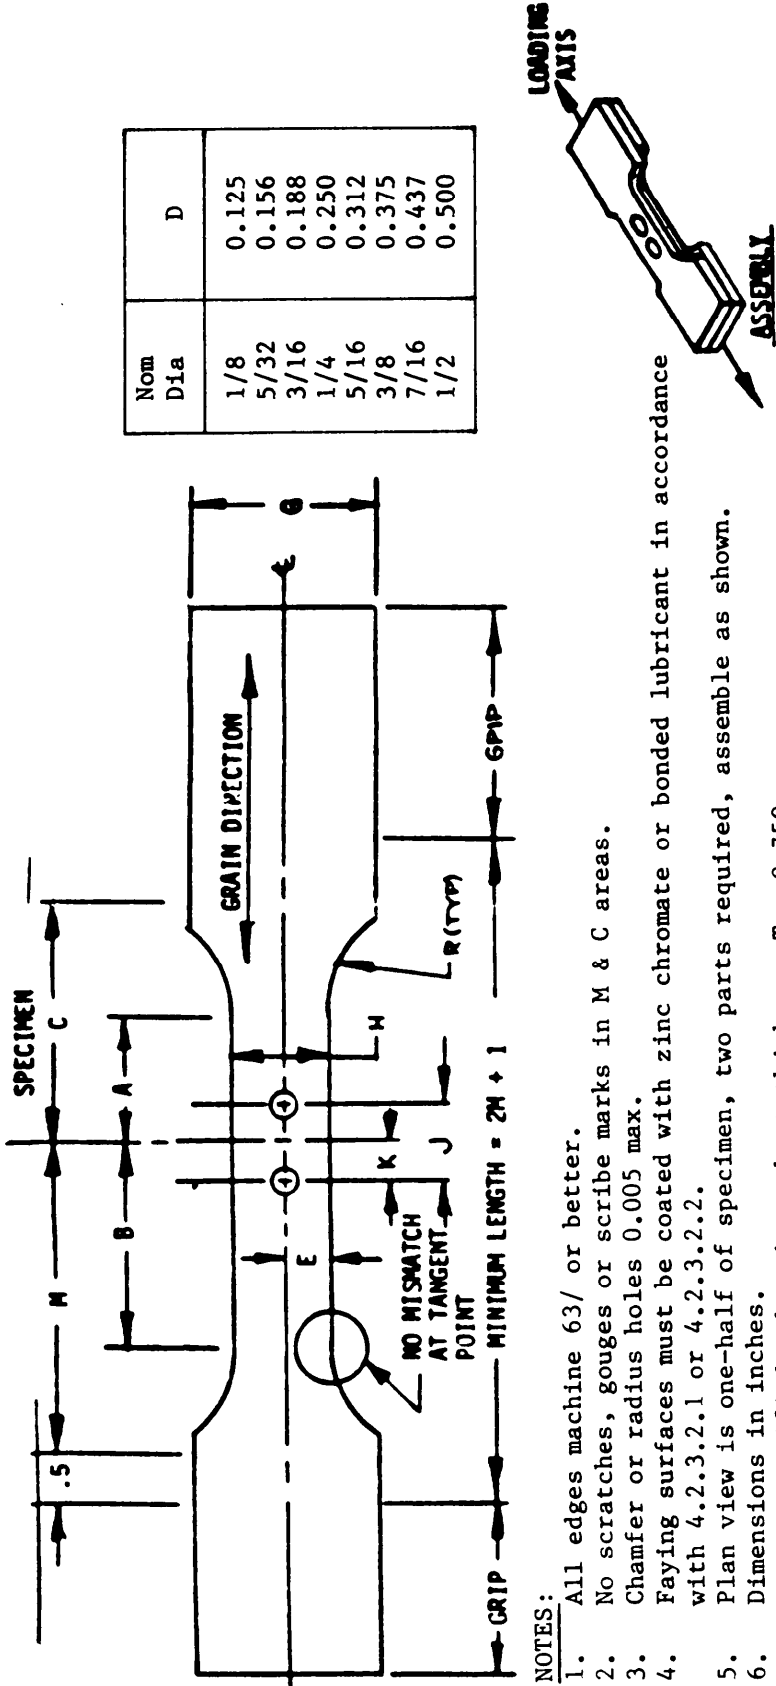 SPECIMEN
M
C
.5
B
A
GRAIN DIRECTION
G
W
E
K
J
R (TYP)
NO MISMATCH
AT TANGENT
POINT
GRIP
MINIMUM LENGTH = 2M + 1
GRIP
Nom
Dia
D
1/8 0.125
5/32 0.156
3/16 0.188
1/4 0.250
5/16 0.312
3/8 0.375
7/16 0.437
1/2 0.500
NOTES:
1. All edges machine 63/ or better.
2. No scratches, gouges or scribe marks in M & C areas.
3. Chamfer or radius holes 0.005 max.
4. Faying surfaces must be coated with zinc chromate or bonded lubricant in accordance
with 4.2.3.2.1 or 4.2.3.2.2.
5. Plan view is one-half of specimen, two parts required, assemble as shown.
6. Dimensions in inches.
LOADING
AXIS
ASSEMBLY